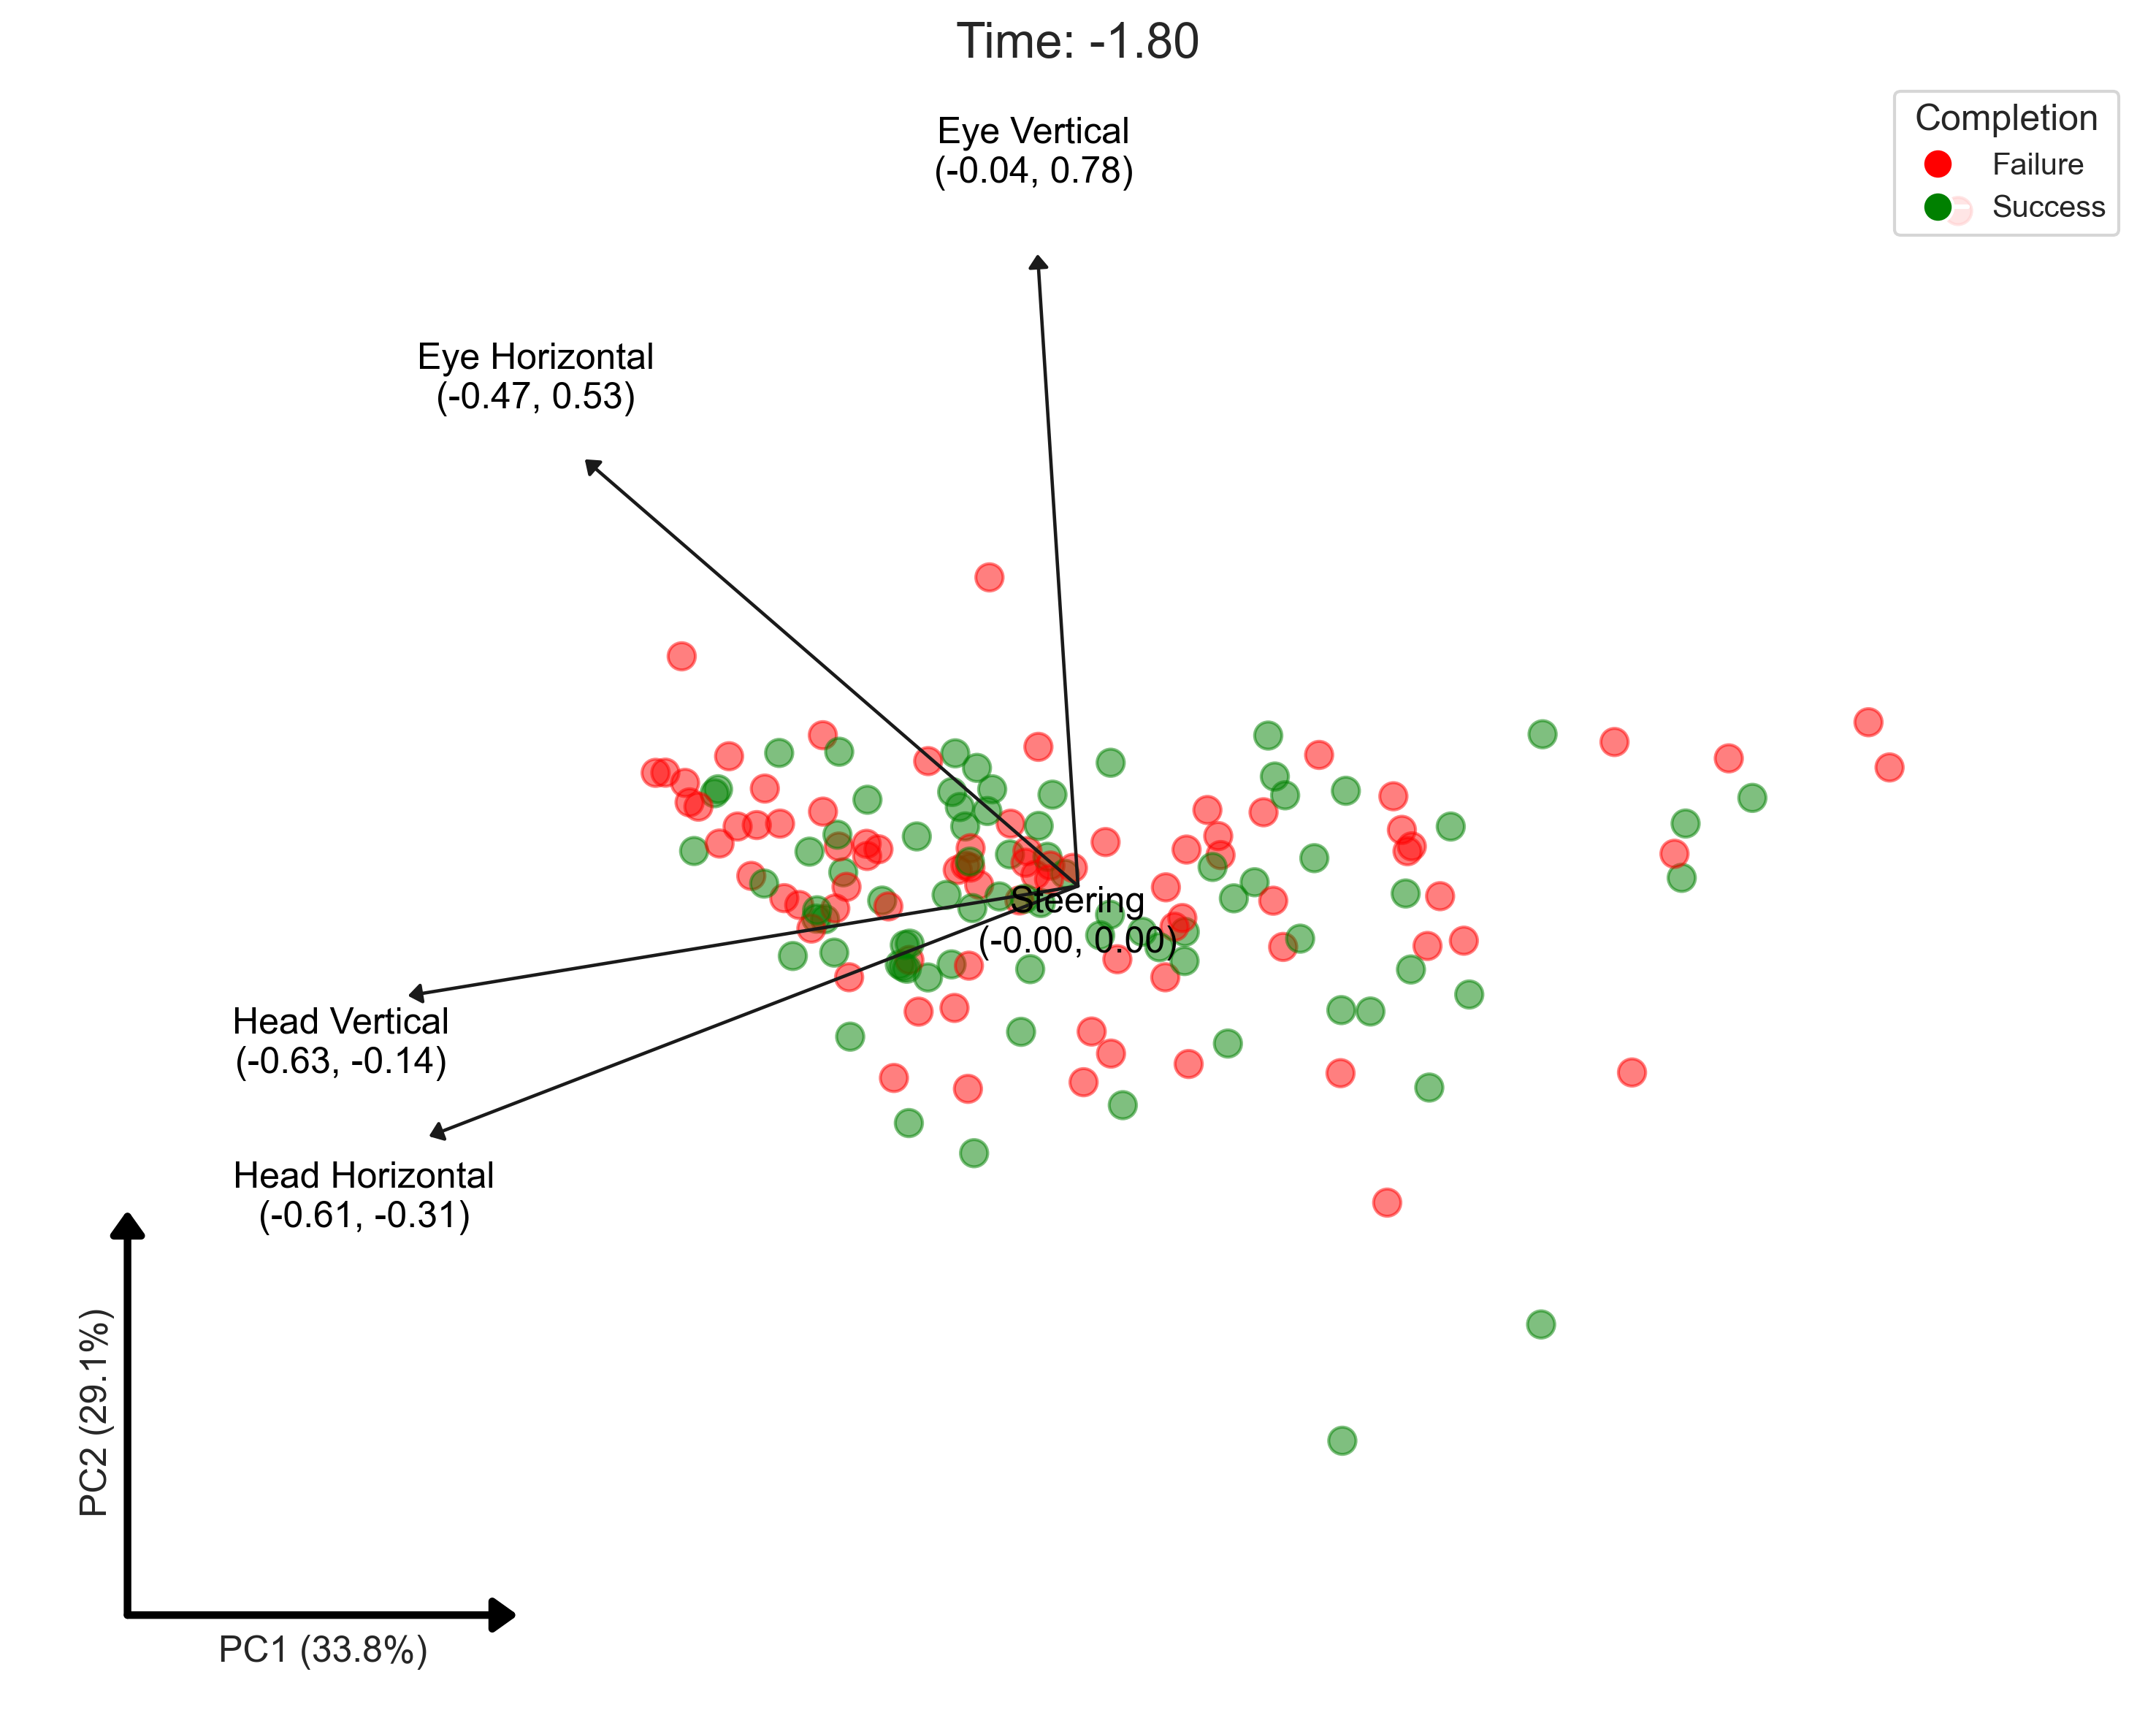 Time: -1.80
Eye Vertical
(-0.04, 0.78)
Completion
Failure
Success
Eye Horizontal
(-0.47, 0.53)
Steering
(-0.00, 0.00)
Head Vertical
(-0.63, -0.14)
Head Horizontal
(-0.61, -0.31)
PC2 (29.1%)
PC1 (33.8%)